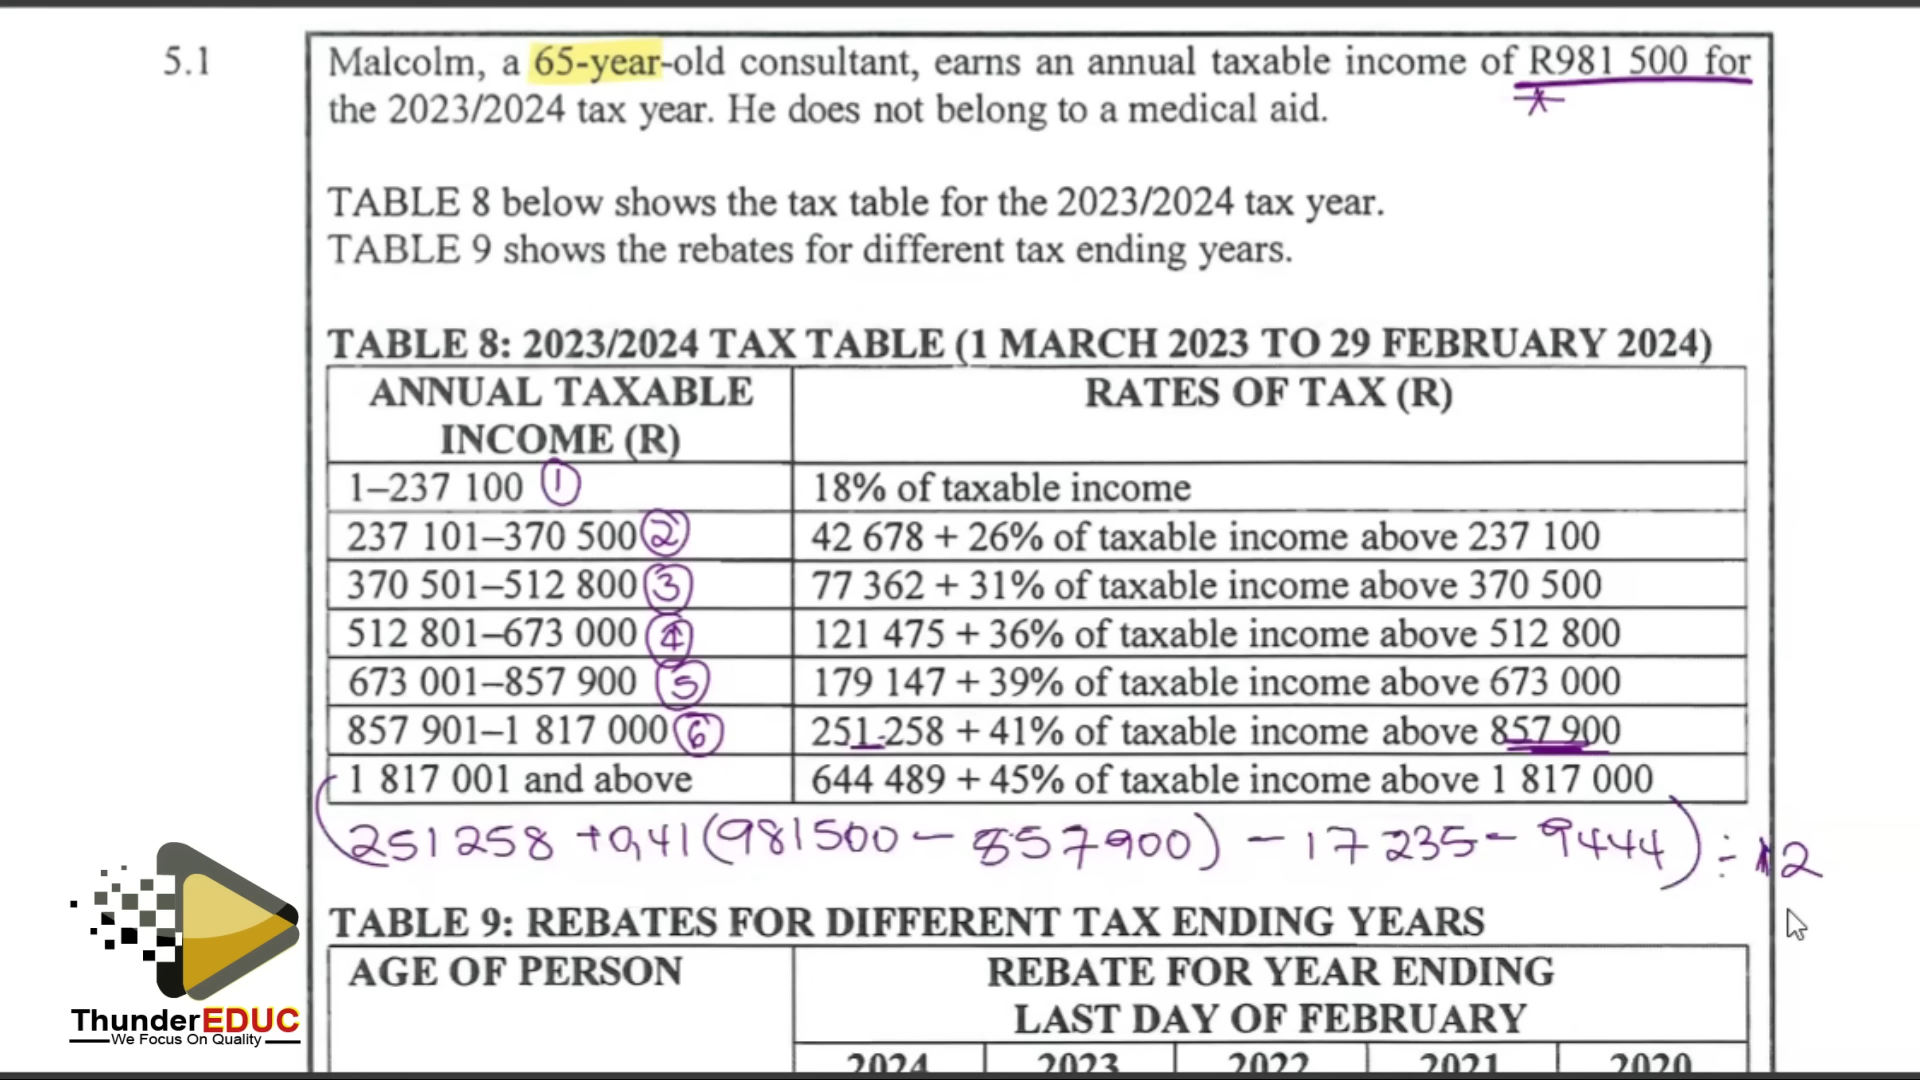 5.1
Malcolm, a 65-year-old consultant, earns an annual taxable income of R981 500 for
the 2023/2024 tax year. He does not belong to a medical aid.
TABLE 8 below shows the tax table for the 2023/2024 tax year.
TABLE 9 shows the rebates for different tax ending years.
TABLE 8: 2023/2024 TAX TABLE (1 MARCH 2023 TO 29 FEBRUARY 2024)
ANNUAL TAXABLE INCOME (R) RATES OF TAX (R)
1–237 100 ① 18% of taxable income
237 101–370 500 ② 42 678 + 26% of taxable income above 237 100
370 501–512 800 ③ 77 362 + 31% of taxable income above 370 500
512 801–673 000 ④ 121 475 + 36% of taxable income above 512 800
673 001–857 900 ⑤ 179 147 + 39% of taxable income above 673 000
857 901–1 817 000 ⑥ 251 258 + 41% of taxable income above 857 900
1 817 001 and above 644 489 + 45% of taxable income above 1 817 000
(251 258 + 0,41(981500 – 857900) – 17 235 – 9444) ÷ 12
TABLE 9: REBATES FOR DIFFERENT TAX ENDING YEARS
AGE OF PERSON REBATE FOR YEAR ENDING
LAST DAY OF FEBRUARY
2024 2023 2022 2021 2020
ThunderEDUC
We Focus On Quality